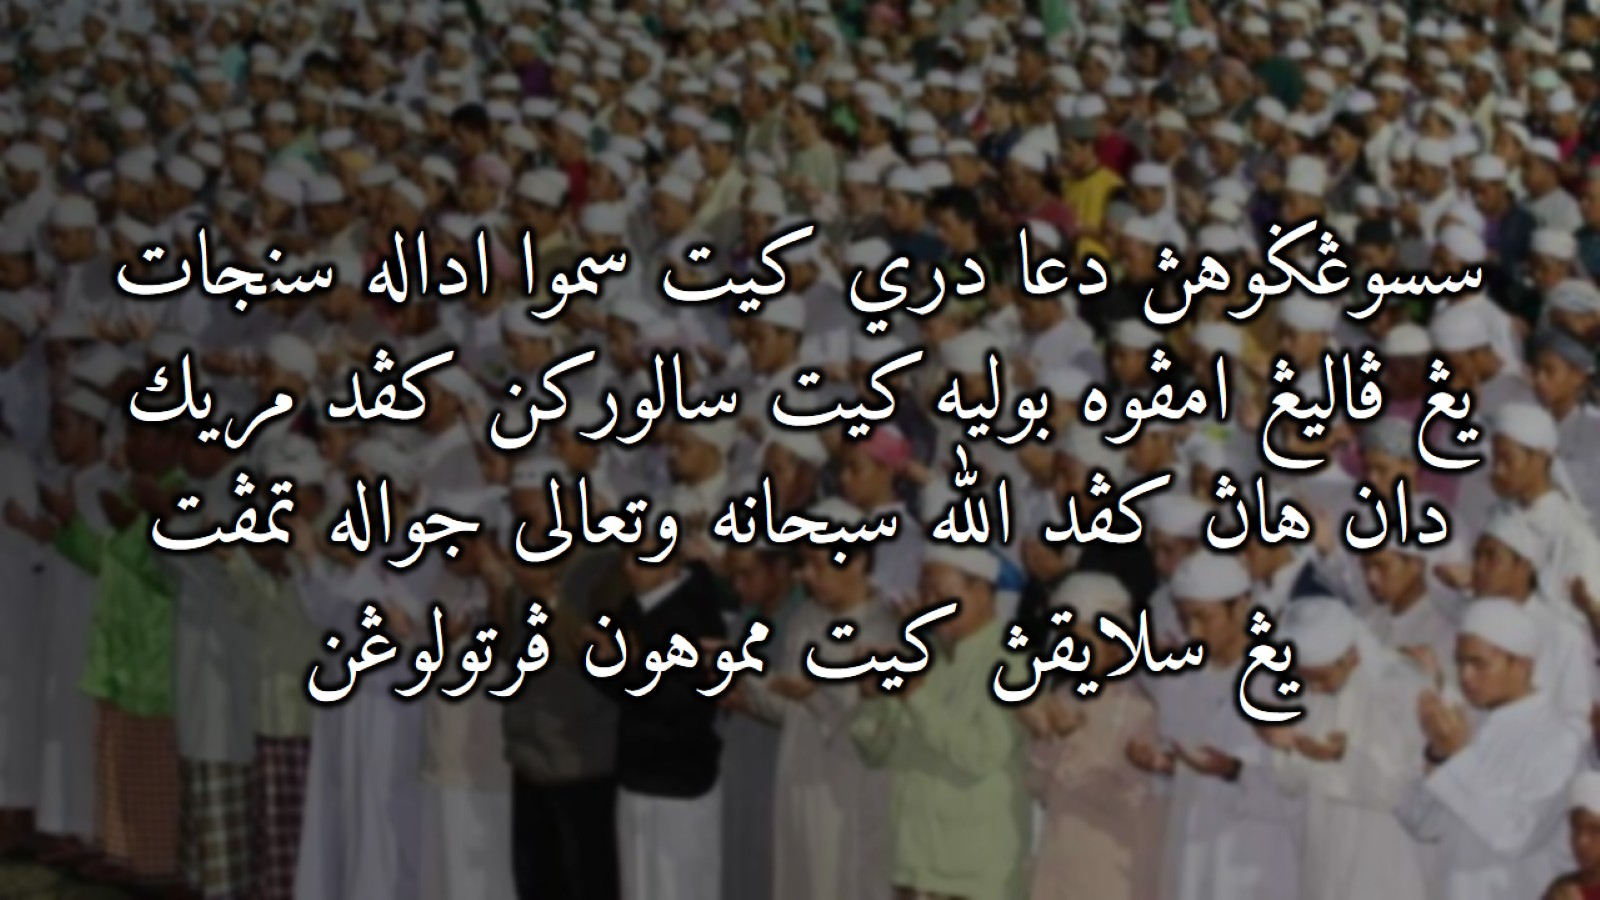 سسوڠݢوهڽ دعا دري كيت سموا اداله سنجات
يڠ ڤاليڠ امڤوه بوليه كيت سالوركن كڤد مريك
دان هاڽ كڤد الله سبحانه وتعالى جواله تمڤت
يڠ سلايقڽ كيت مموهون ڤرتولوڠن